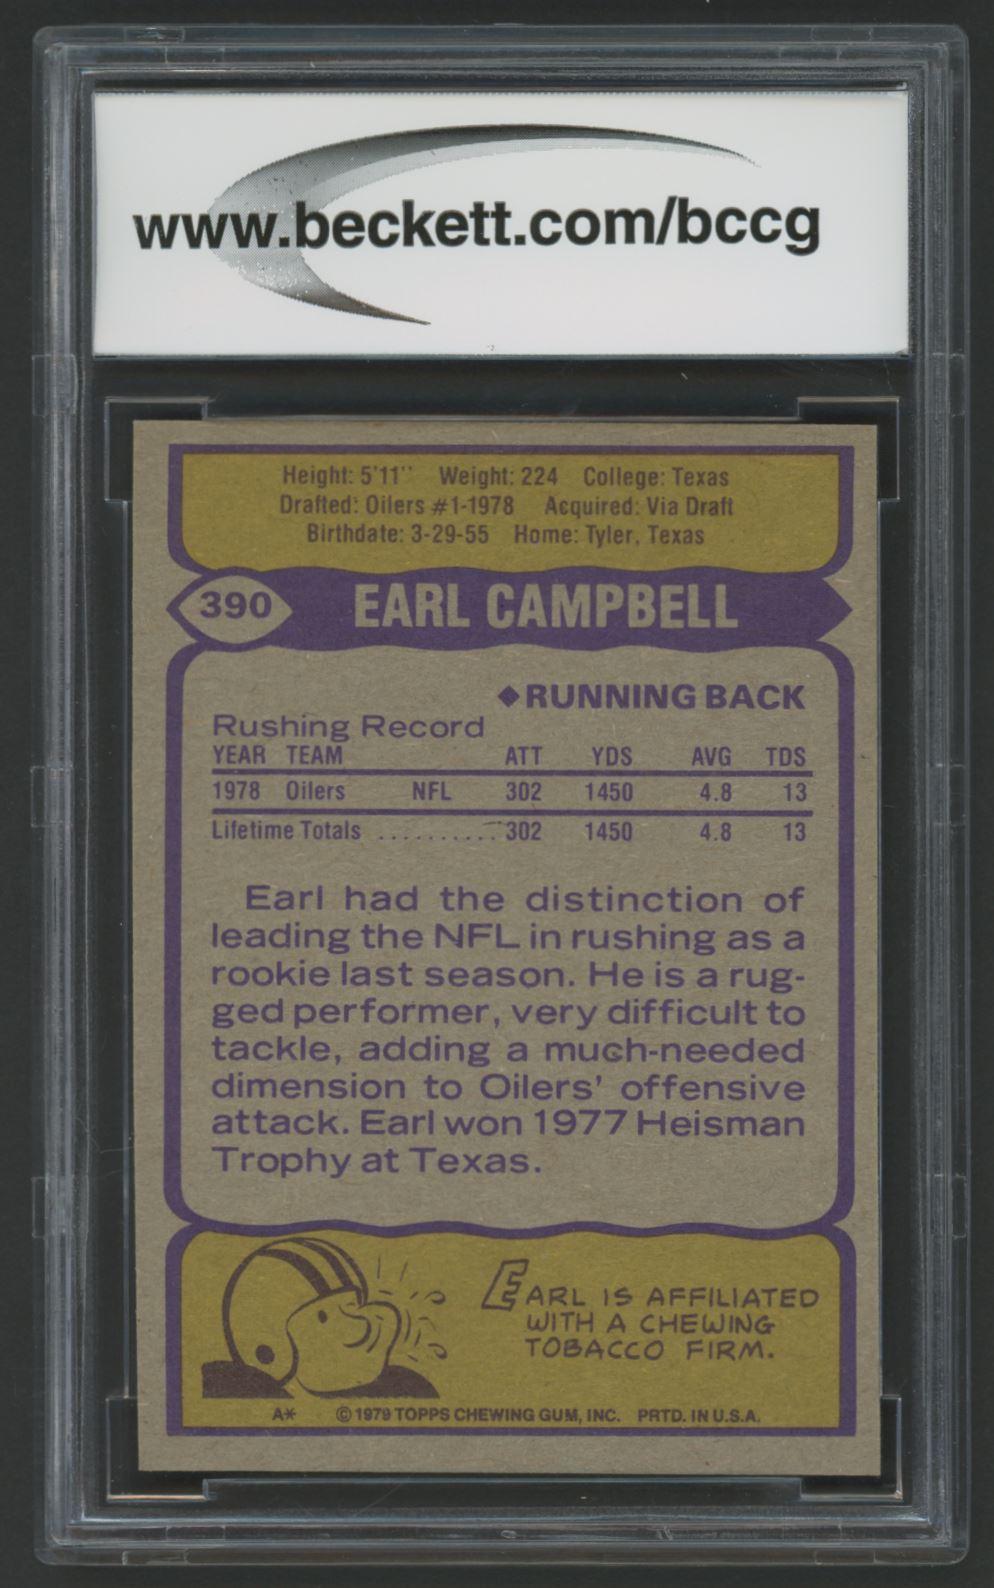 www.beckett.com/bccg
Height: 5'11'' Weight: 224 College: Texas
Drafted: Oilers #1-1978 Acquired: Via Draft
Birthdate: 3-29-55 Home: Tyler, Texas
390 EARL CAMPBELL
◆RUNNING BACK
Rushing Record
YEAR TEAM ATT YDS AVG TDS
1978 Oilers NFL 302 1450 4.8 13
Lifetime Totals .......... 302 1450 4.8 13
Earl had the distinction of
leading the NFL in rushing as a
rookie last season. He is a rug-
ged performer, very difficult to
tackle, adding a much-needed
dimension to Oilers' offensive
attack. Earl won 1977 Heisman
Trophy at Texas.
EARL IS AFFILIATED
WITH A CHEWING
TOBACCO FIRM.
A* ©1979 TOPPS CHEWING GUM, INC. PRTD. IN U.S.A.